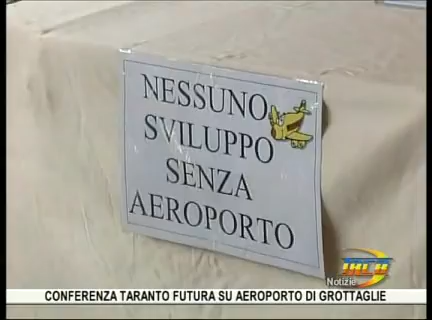 NESSUNO
SVILUPPO
SENZA
AEROPORTO
Notizie
CONFERENZA TARANTO FUTURA SU AEROPORTO DI GROTTAGLIE